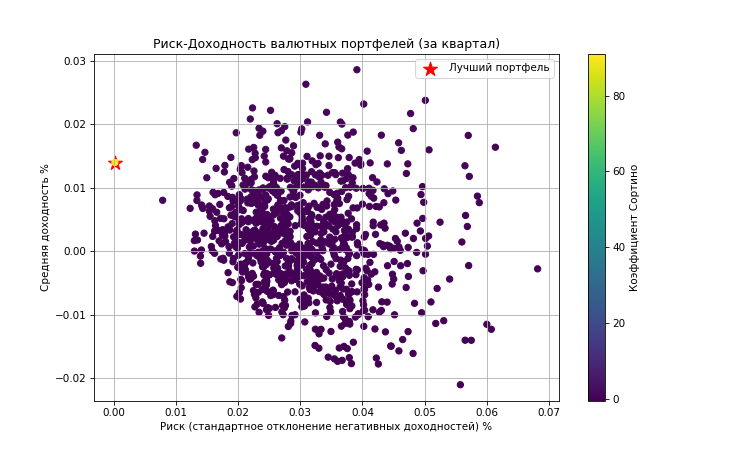 Риск-Доходность валютных портфелей (за квартал)
Лучший портфель
Средняя доходность %
0.03
0.02
0.01
0.00
−0.01
−0.02
0.00 0.01 0.02 0.03 0.04 0.05 0.06 0.07
Риск (стандартное отклонение негативных доходностей) %
80
60
40
20
0
Коэффициент Сортино